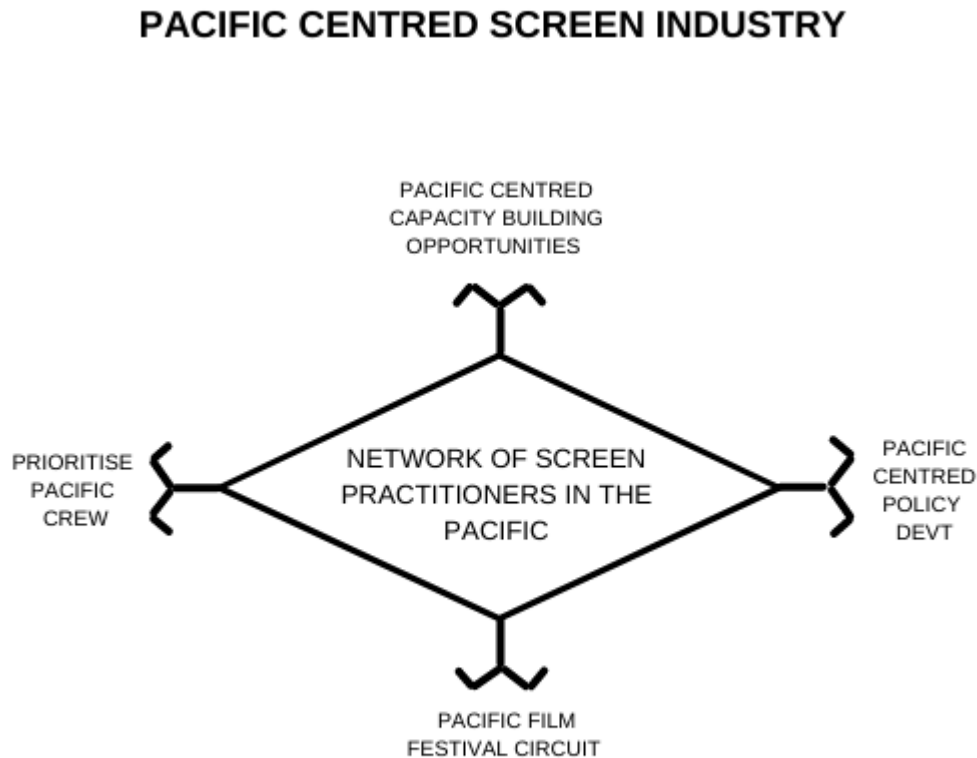 PACIFIC CENTRED SCREEN INDUSTRY
PACIFIC CENTRED
CAPACITY BUILDING
OPPORTUNITIES
PRIORITISE
PACIFIC
CREW
NETWORK OF SCREEN
PRACTITIONERS IN THE
PACIFIC
PACIFIC
CENTRED
POLICY
DEVT
PACIFIC FILM
FESTIVAL CIRCUIT